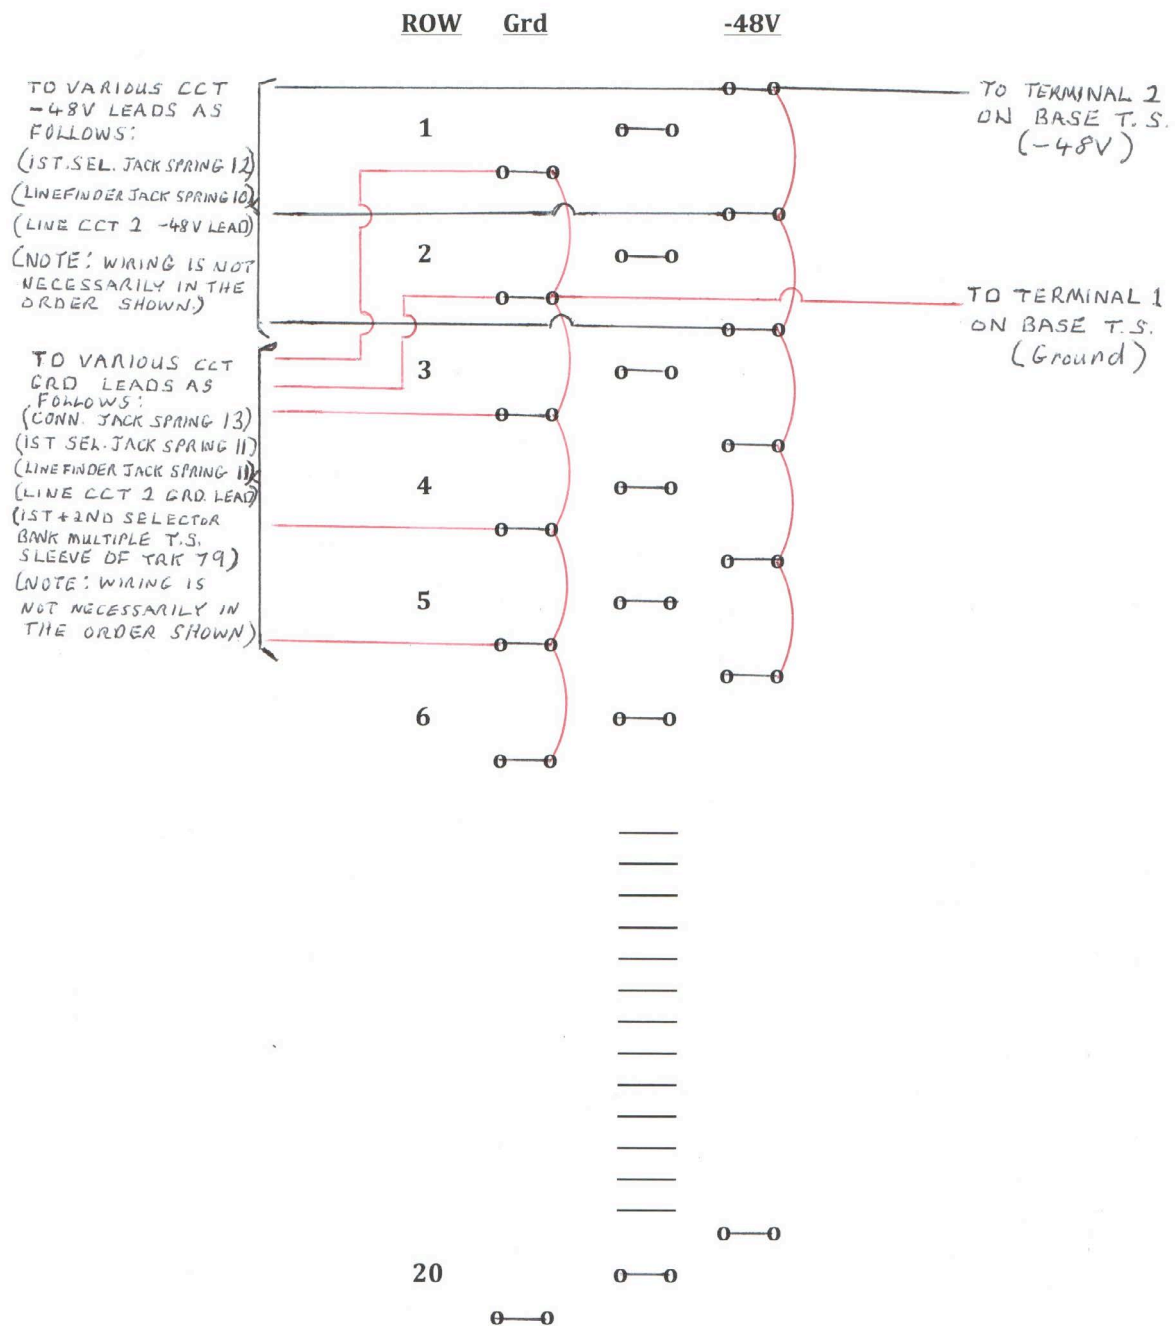 ROW Grd -48V
TO VARIOUS CCT
-48V LEADS AS
FOLLOWS:
(1ST. SEL. JACK SPRING 12)
(LINEFINDER JACK SPRING 10)
(LINE CCT 2 -48V LEAD)
(NOTE: WIRING IS NOT
NECESSARILY IN THE
ORDER SHOWN.)
TO VARIOUS CCT
GRD LEADS AS
FOLLOWS:
(CONN. JACK SPRING 13)
(1ST SEL. JACK SPRING 11)
(LINEFINDER JACK SPRING 11)
(LINE CCT 2 GRD. LEAD)
(1ST + 2ND SELECTOR
BANK MULTIPLE T.S.
SLEEVE OF TRK 79)
(NOTE: WIRING IS
NOT NECESSARILY IN
THE ORDER SHOWN)
1
2
3
4
5
6
20
TO TERMINAL 2
ON BASE T.S.
(-48V)
TO TERMINAL 1
ON BASE T.S.
(Ground)